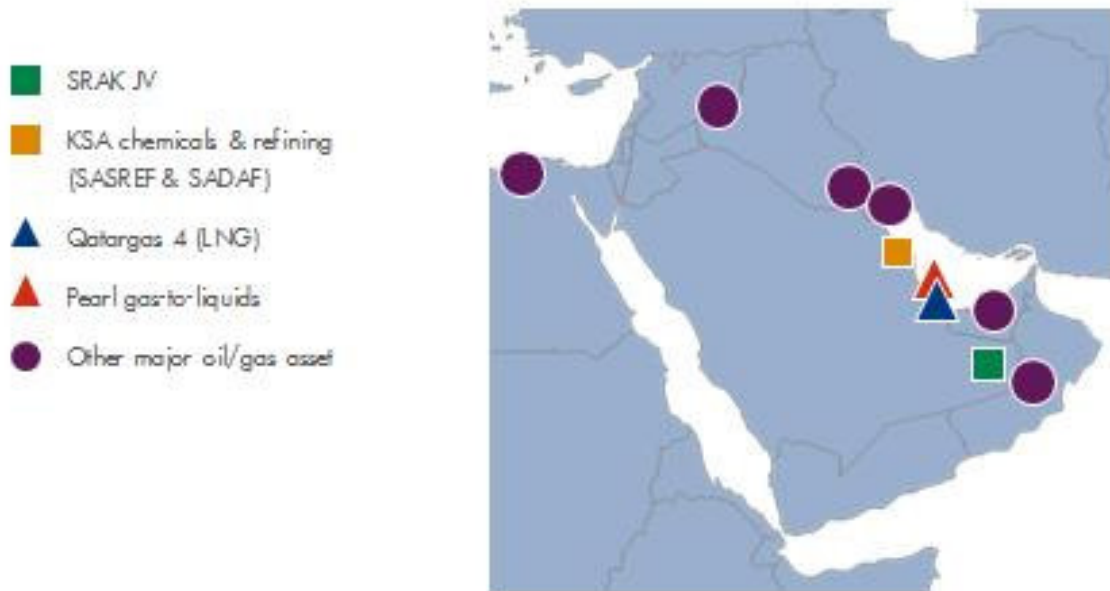 SRAK JV
KSA chemicals & refining
(SASREF & SADAF)
Qatargas 4 (LNG)
Pearl gas-to-liquids
Other major oil/gas asset